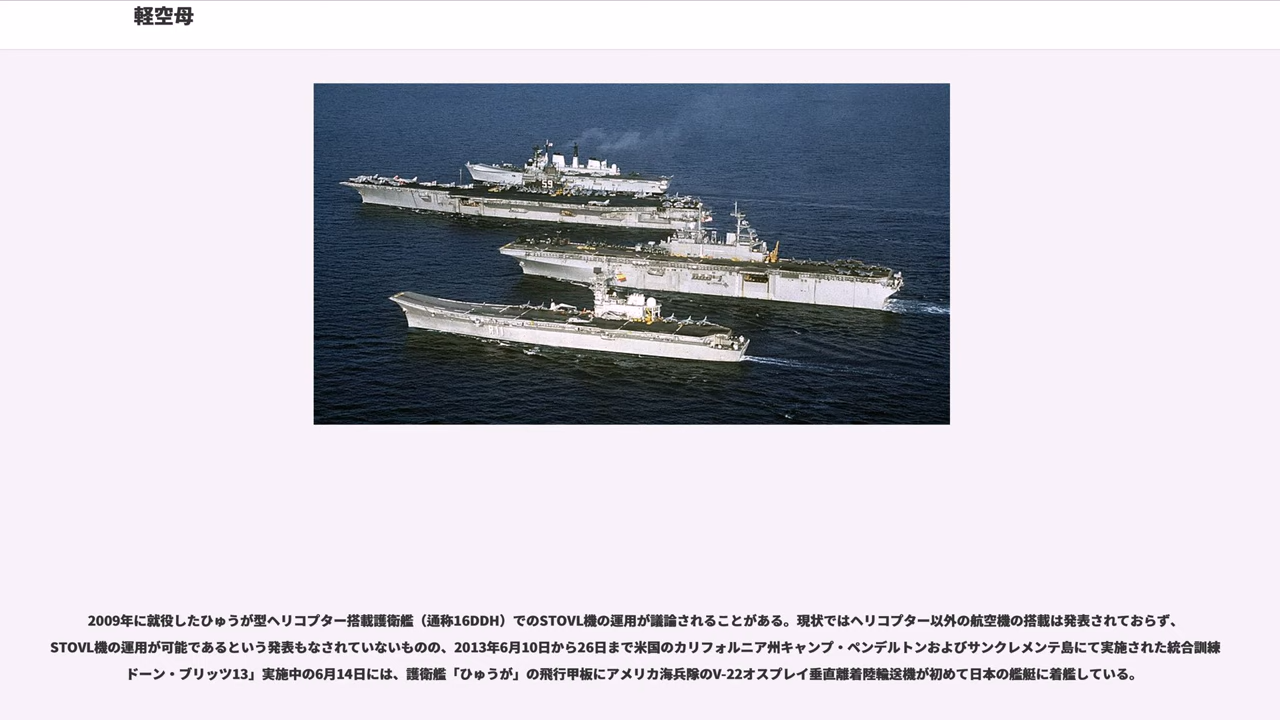 軽空母
59
R11
2009年に就役したひゅうが型ヘリコプター搭載護衛艦（通称16DDH）でのSTOVL機の運用が議論されることがある。現状ではヘリコプター以外の航空機の搭載は発表されておらず、
STOVL機の運用が可能であるという発表もなされていないものの、2013年6月10日から26日まで米国のカリフォルニア州キャンプ・ペンデルトンおよびサンクレメンテ島にて実施された統合訓練
ドーン・ブリッツ13」実施中の6月14日には、護衛艦「ひゅうが」の飛行甲板にアメリカ海兵隊のV-22オスプレイ垂直離着陸輸送機が初めて日本の艦艇に着艦している。